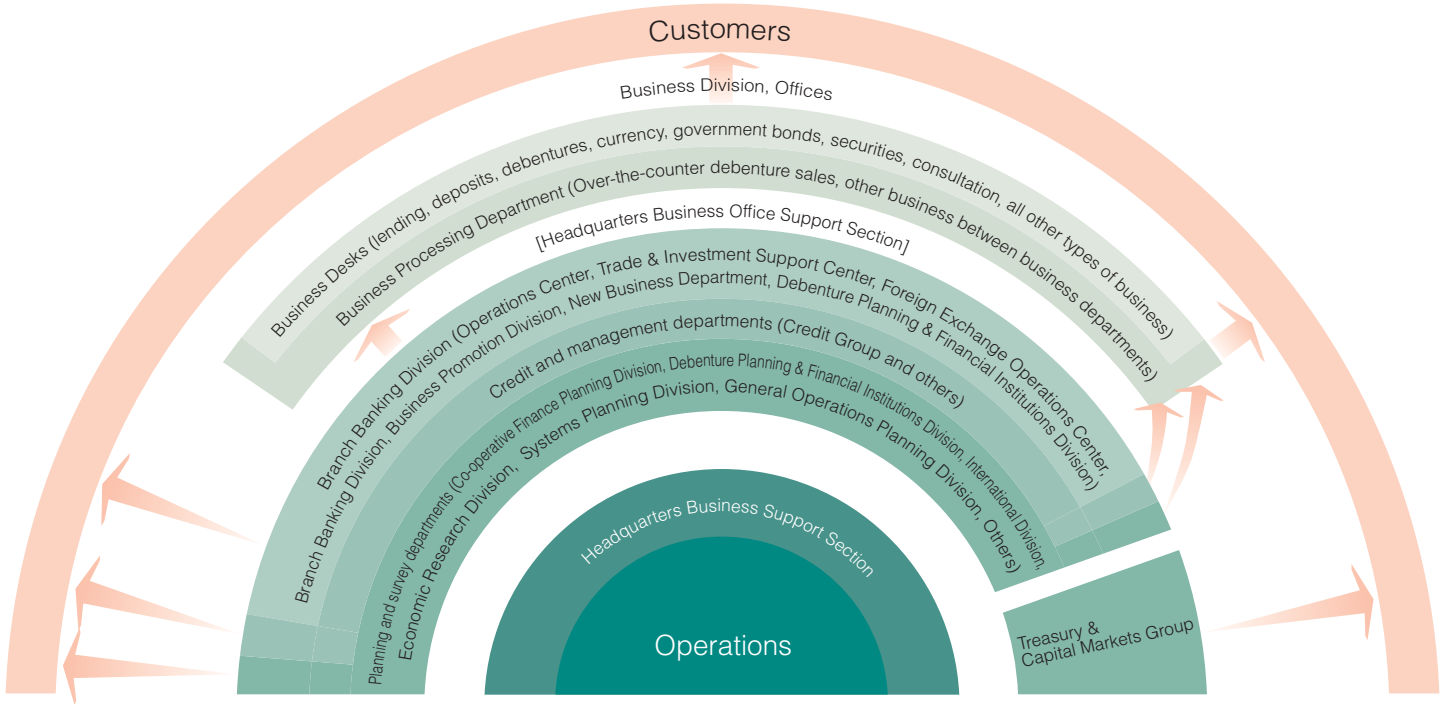 Customers
Business Division, Offices
Business Desks (lending, deposits, debentures, currency, government bonds, securities, consultation, all other types of business)
Business Processing Department (Over-the-counter debenture sales, other business between business departments)
[Headquarters Business Office Support Section]
Branch Banking Division (Operations Center, Trade & Investment Support Center, Foreign Exchange Operations Center,
Branch Banking Division, Business Promotion Division, New Business Department, Debenture Planning & Financial Institutions Division)
Credit and management departments (Credit Group and others)
Planning and survey departments (Co-operative Finance Planning Division, Debenture Planning & Financial Institutions Division, International Division,
Economic Research Division, Systems Planning Division, General Operations Planning Division, Others)
Headquarters Business Support Section
Operations
Treasury &
Capital Markets Group